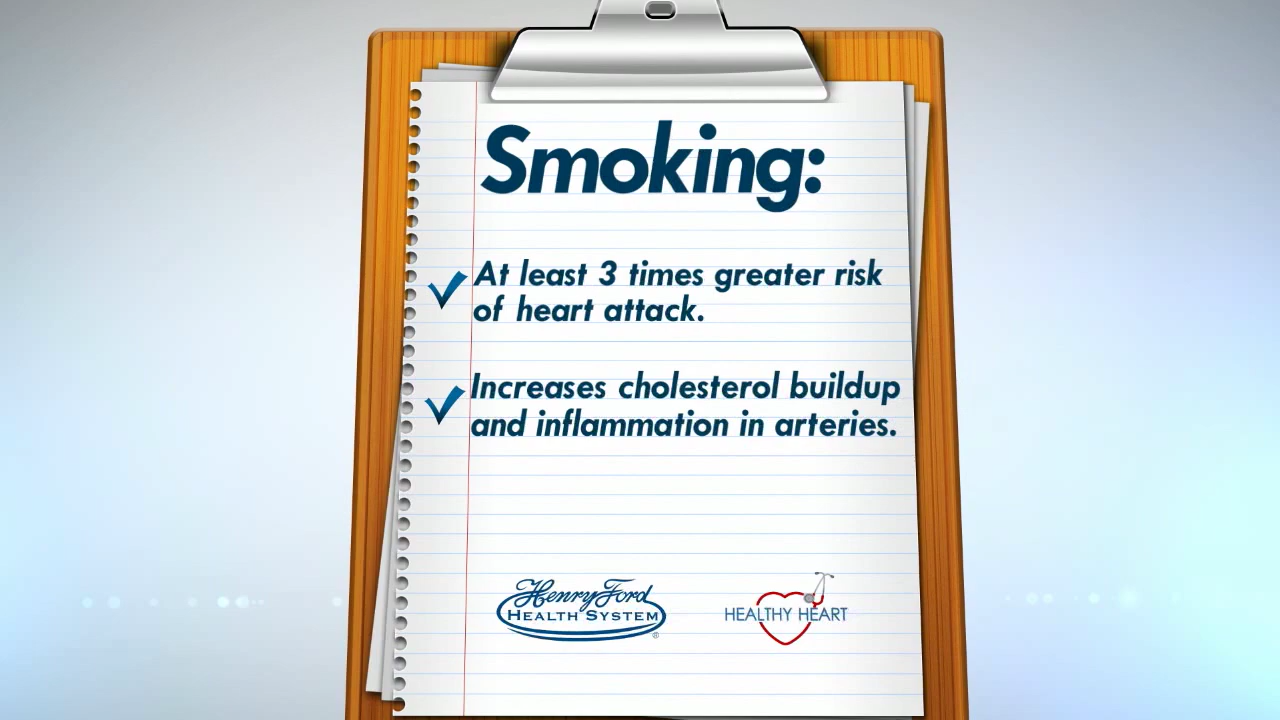 Smoking:
At least 3 times greater risk
of heart attack.
Increases cholesterol buildup
and inflammation in arteries.
Henry Ford
HEALTH SYSTEM®
HEALTHY HEART